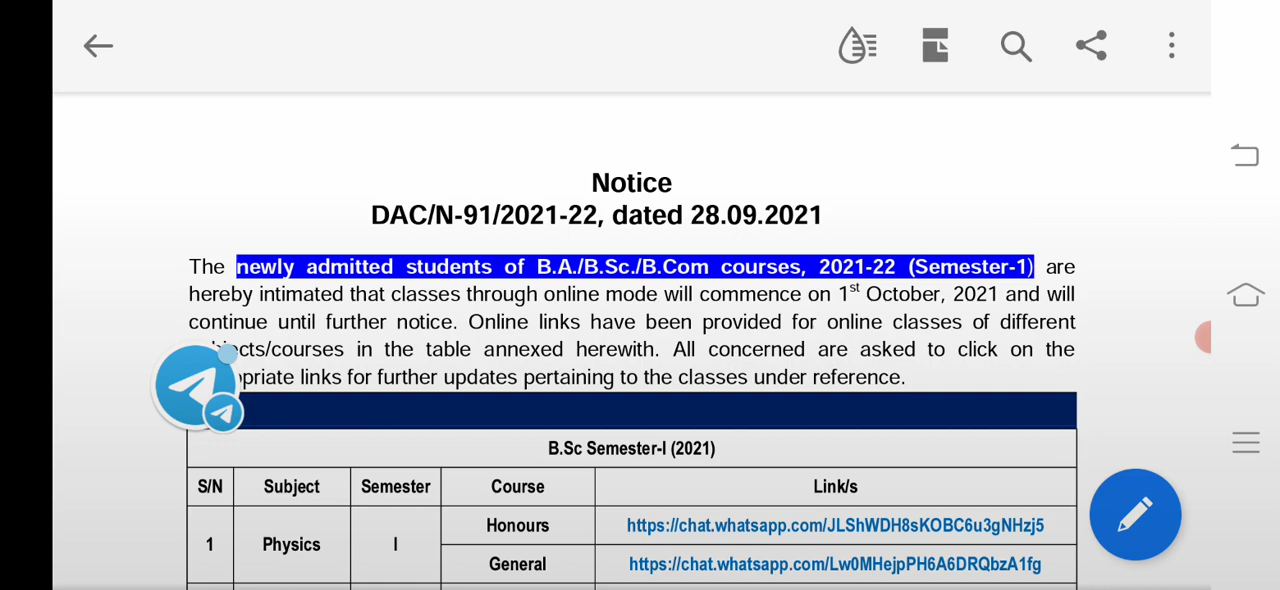 Notice
DAC/N-91/2021-22, dated 28.09.2021
The newly admitted students of B.A./B.Sc./B.Com courses, 2021-22 (Semester-1) are
hereby intimated that classes through online mode will commence on 1st October, 2021 and will
continue until further notice. Online links have been provided for online classes of different
in the table annexed herewith. All concerned are asked to click on the
links for further updates pertaining to the classes under reference.
B.Sc Semester-I (2021)
S/N Subject Semester Course Link/s
1 Physics I
Honours https://chat.whatsapp.com/JLShWDH8sKOBC6u3gNHzj5
General https://chat.whatsapp.com/Lw0MHejpPH6A6DRQbzA1fg